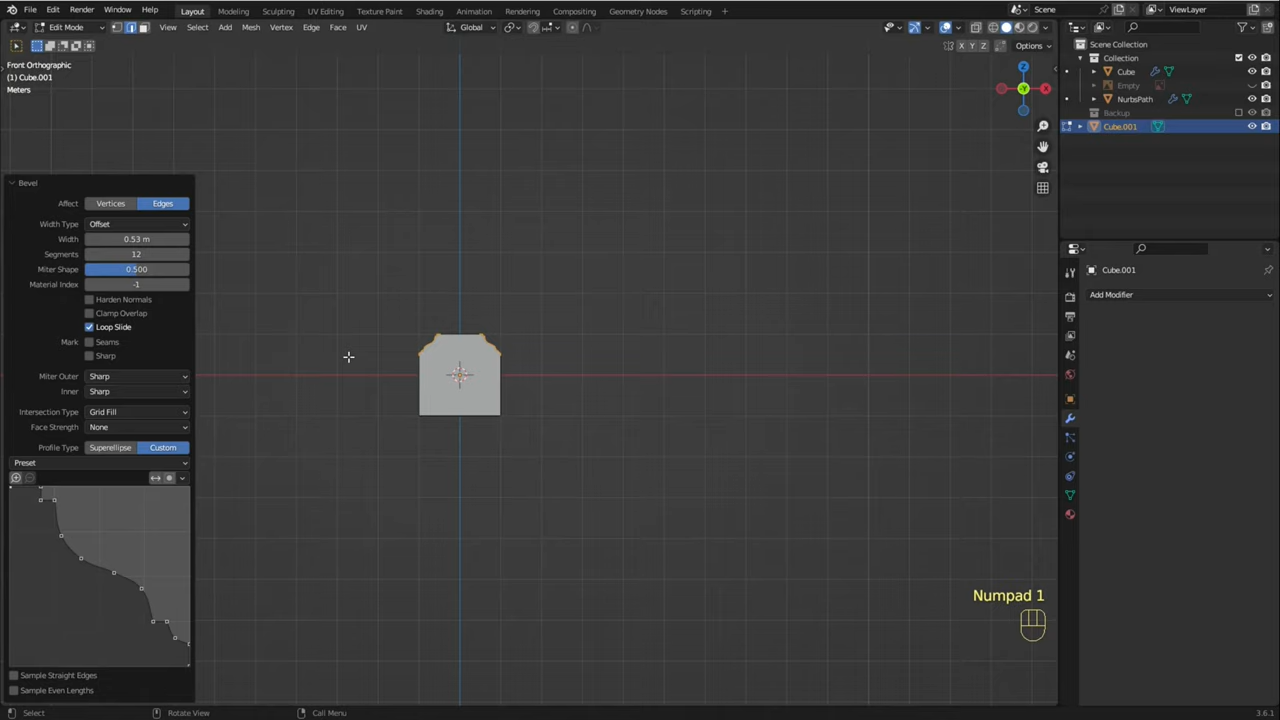 File Edit Render Window Help Layout Modeling Sculpting UV Editing Texture Paint Shading Animation Rendering Compositing Geometry Nodes Scripting + Scene ViewLayer
Edit Mode View Select Add Mesh Vertex Edge Face UV Global
X Y Z Options
Front Orthographic
(1) Cube.001
Meters
Z
-Y
X
Scene Collection
Collection
Cube
Empty
NurbsPath
Backup
Cube.001
Bevel
Affect Vertices Edges
Width Type Offset
Width 0.53 m
Segments 12
Miter Shape 0.500
Material Index -1
Harden Normals
Clamp Overlap
Loop Slide
Mark Seams
Sharp
Miter Outer Sharp
Inner Sharp
Intersection Type Grid Fill
Face Strength None
Profile Type Superellipse Custom
Preset
Sample Straight Edges
Sample Even Lengths
Cube.001
Add Modifier
Numpad 1
Select Rotate View Call Menu 3.6.1